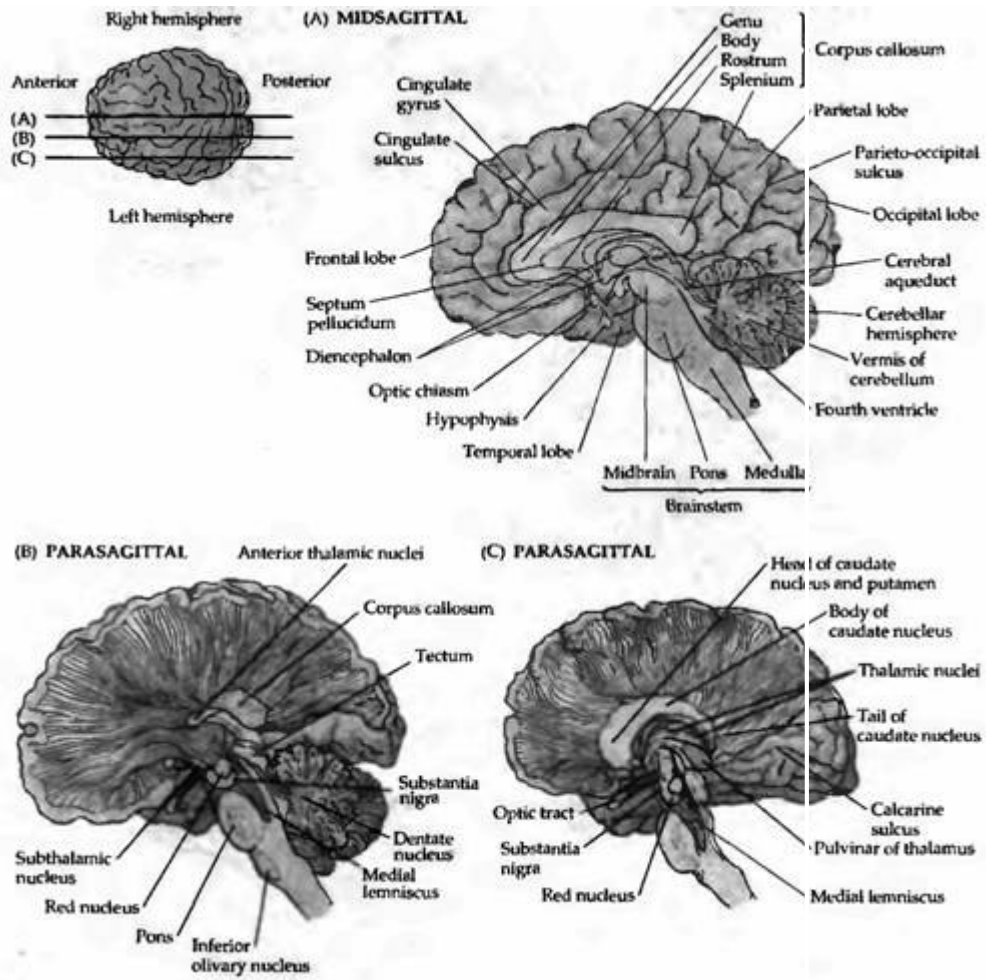 Right hemisphere
Anterior
Posterior
(A)
(B)
(C)
Left hemisphere
(A) MIDSAGITTAL
Genu
Body
Rostrum
Splenium
Corpus callosum
Cingulate
gyrus
Cingulate
sulcus
Parietal lobe
Parieto-occipital
sulcus
Occipital lobe
Frontal lobe
Cerebral
aqueduct
Septum
pellucidum
Cerebellar
hemisphere
Diencephalon
Vermis of
cerebellum
Optic chiasm
Hypophysis
Fourth ventricle
Temporal lobe
Midbrain Pons Medulla
Brainstem
(B) PARASAGITTAL
Anterior thalamic nuclei
Corpus callosum
Tectum
Substantia
nigra
Dentate
nucleus
Medial
lemniscus
Subthalamic
nucleus
Red nucleus
Pons
Inferior
olivary nucleus
(C) PARASAGITTAL
Head of caudate
nucleus and putamen
Body of
caudate nucleus
Thalamic nuclei
Tail of
caudate nucleus
Optic tract
Calcarine
sulcus
Substantia
nigra
Pulvinar of thalamus
Red nucleus
Medial lemniscus